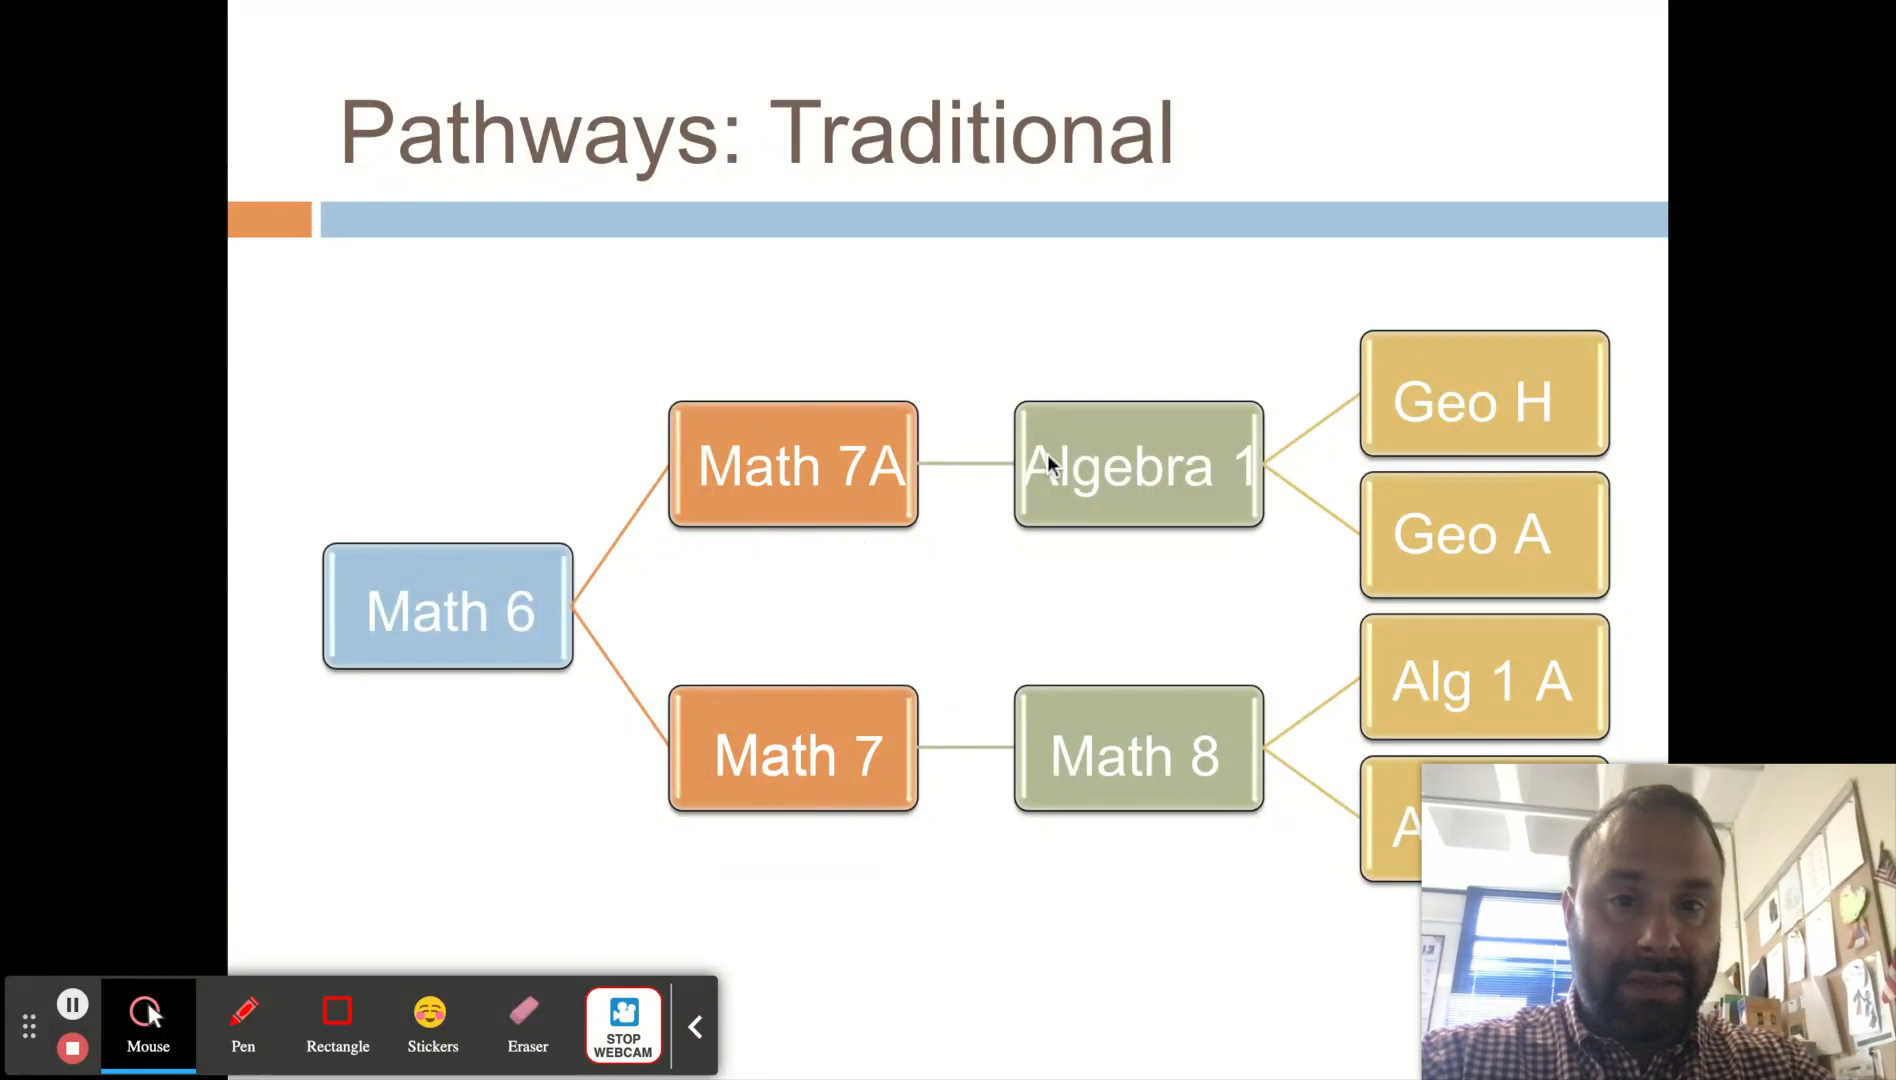 Pathways: Traditional
Geo H
Math 7A
Algebra 1
Geo A
Math 6
Alg 1 A
Math 7
Math 8
Mouse
Pen
Rectangle
Stickers
Eraser
STOP
WEBCAM